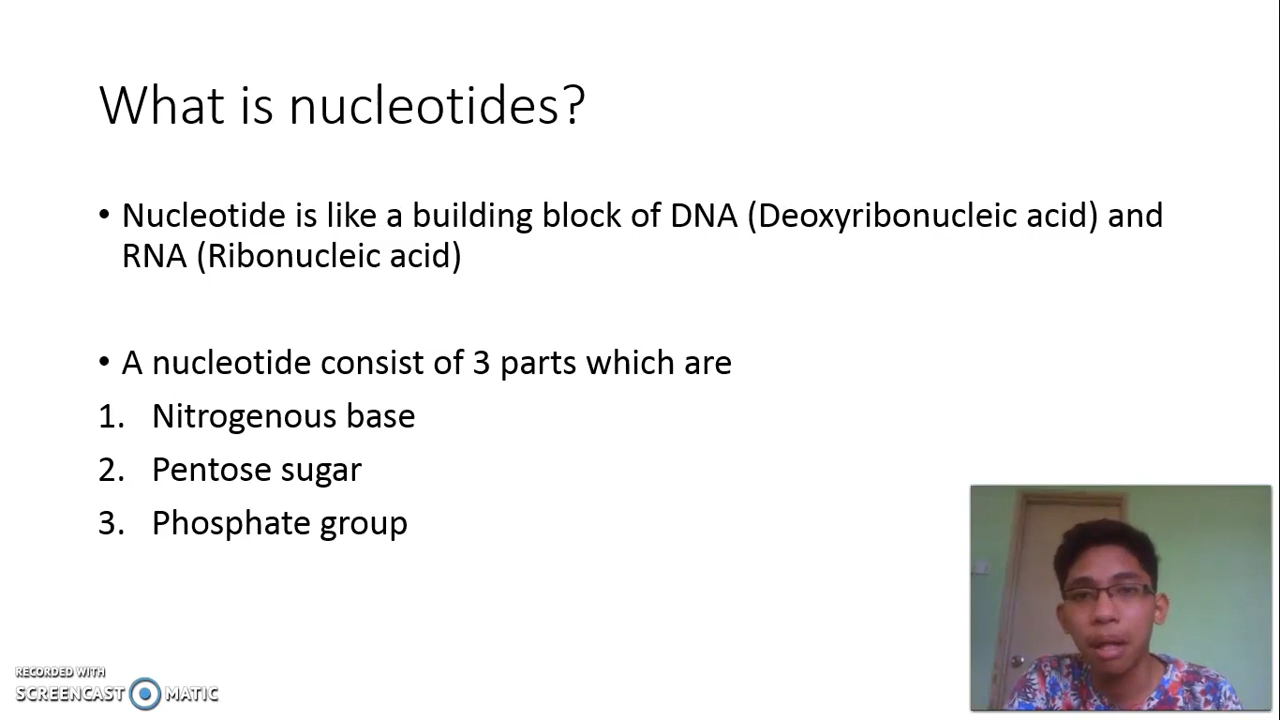 What is nucleotides?
• Nucleotide is like a building block of DNA (Deoxyribonucleic acid) and
RNA (Ribonucleic acid)
• A nucleotide consist of 3 parts which are
1. Nitrogenous base
2. Pentose sugar
3. Phosphate group
RECORDED WITH
SCREENCAST MATIC